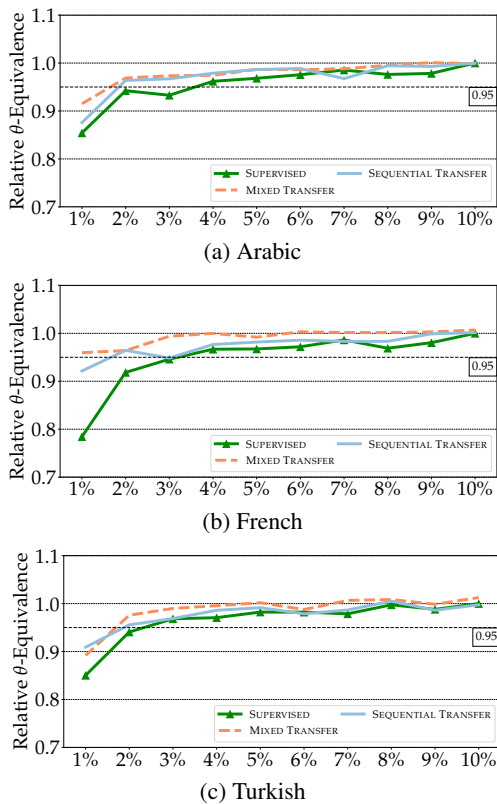 1.1
1.0
0.9
0.8
0.7
Relative θ-Equivalence
0.95
SUPERVISED
MIXED TRANSFER
SEQUENTIAL TRANSFER
1% 2% 3% 4% 5% 6% 7% 8% 9% 10%
(a) Arabic
1.1
1.0
0.9
0.8
0.7
Relative θ-Equivalence
0.95
SUPERVISED
MIXED TRANSFER
SEQUENTIAL TRANSFER
1% 2% 3% 4% 5% 6% 7% 8% 9% 10%
(b) French
1.1
1.0
0.9
0.8
0.7
Relative θ-Equivalence
0.95
SUPERVISED
MIXED TRANSFER
SEQUENTIAL TRANSFER
1% 2% 3% 4% 5% 6% 7% 8% 9% 10%
(c) Turkish